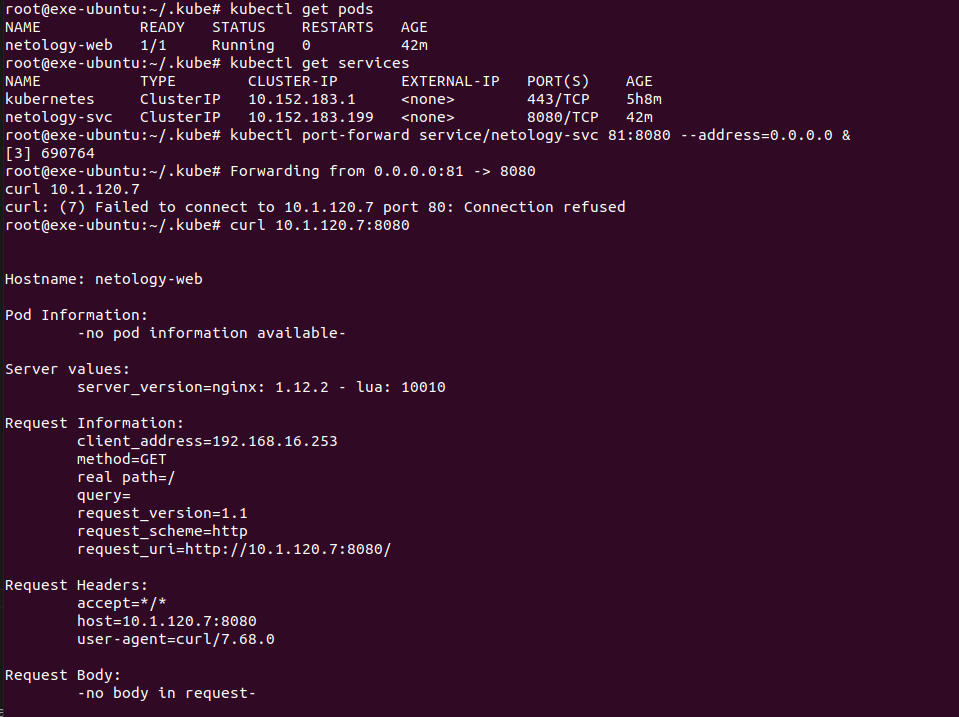 root@exe-ubuntu:~/.kube# kubectl get pods
NAME           READY   STATUS    RESTARTS   AGE
netology-web   1/1     Running   0          42m
root@exe-ubuntu:~/.kube# kubectl get services
NAME           TYPE        CLUSTER-IP       EXTERNAL-IP   PORT(S)    AGE
kubernetes     ClusterIP   10.152.183.1     <none>        443/TCP    5h8m
netology-svc   ClusterIP   10.152.183.199   <none>        8080/TCP   42m
root@exe-ubuntu:~/.kube# kubectl port-forward service/netology-svc 81:8080 --address=0.0.0.0 &
[3] 690764
root@exe-ubuntu:~/.kube# Forwarding from 0.0.0.0:81 -> 8080
curl 10.1.120.7
curl: (7) Failed to connect to 10.1.120.7 port 80: Connection refused
root@exe-ubuntu:~/.kube# curl 10.1.120.7:8080
Hostname: netology-web
Pod Information:
        -no pod information available-
Server values:
        server_version=nginx: 1.12.2 - lua: 10010
Request Information:
        client_address=192.168.16.253
        method=GET
        real path=/
        query=
        request_version=1.1
        request_scheme=http
        request_uri=http://10.1.120.7:8080/
Request Headers:
        accept=*/*
        host=10.1.120.7:8080
        user-agent=curl/7.68.0
Request Body:
        -no body in request-